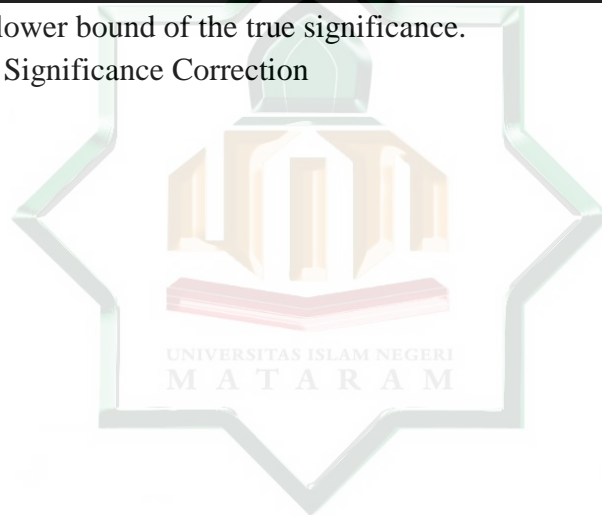 lower bound of the true significance.
Significance Correction
UNIVERSITAS ISLAM NEGERI
MATARAM